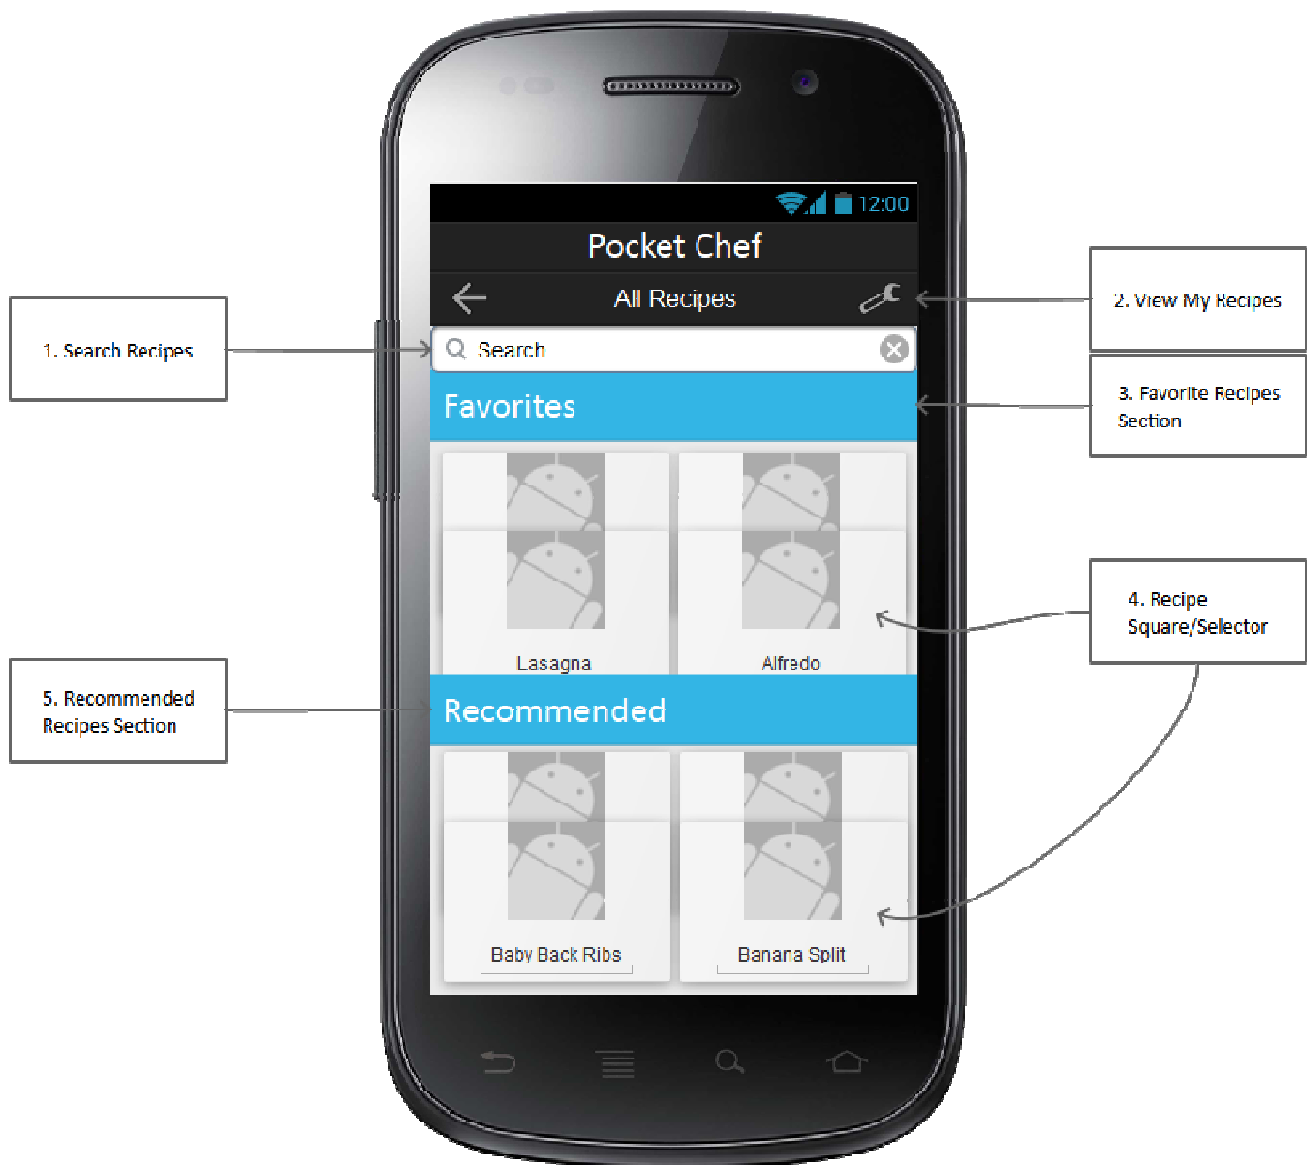 12:00
Pocket Chef
All Recipes
2. View My Recipes
1. Search Recipes
Search
3. Favorite Recipes
Section
Favorites
4. Recipe
Square/Selector
Lasagna
Alfredo
5. Recommended
Recipes Section
Recommended
Baby Back Ribs
Banana Split